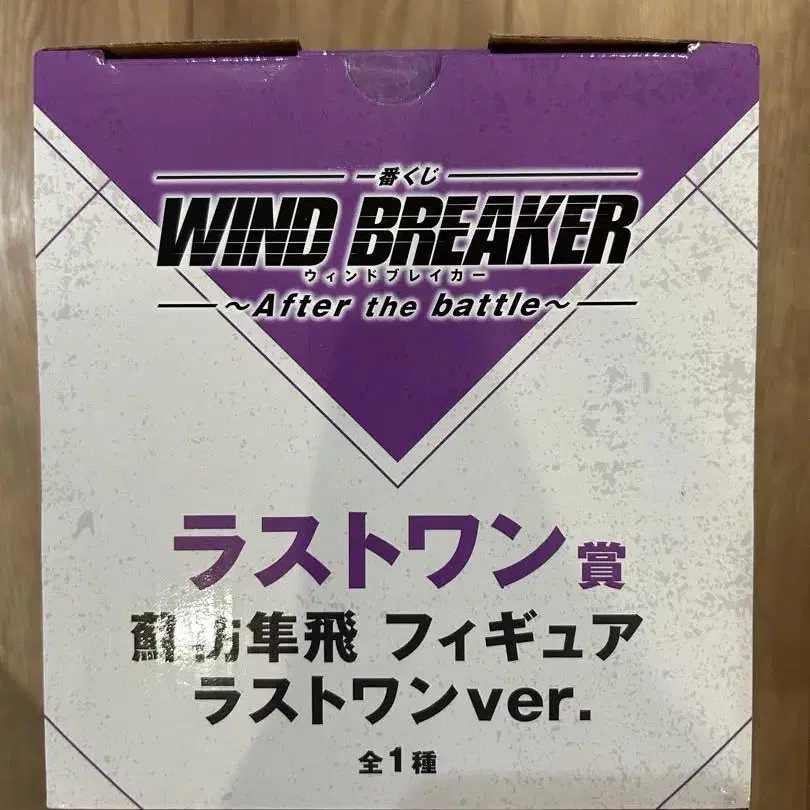 一番くじ
WIND BREAKER
ウィンドブレイカー
～After the battle～
ラストワン賞
蘇枋隼飛 フィギュア
ラストワンver.
全1種